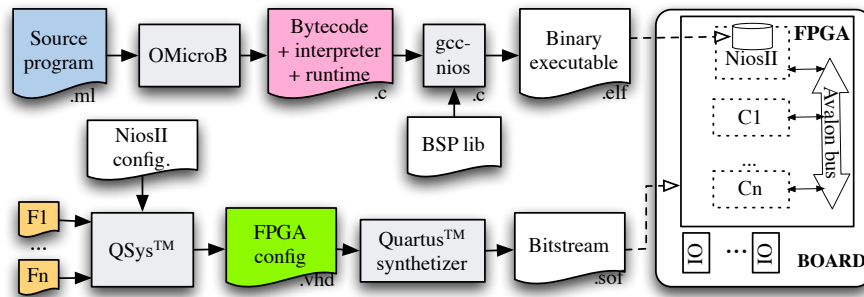 Source
program
.ml
OMicroB
Bytecode
+ interpreter
+ runtime
.c
gcc-
nios
.c
Binary
executable
.elf
FPGA
NiosII
C1
...
Cn
Avalon bus
NiosII
config.
BSP lib
F1
...
Fn
QSys™
FPGA
config
.vhd
Quartus™
synthetizer
Bitstream
.sof
IO
...
IO
BOARD